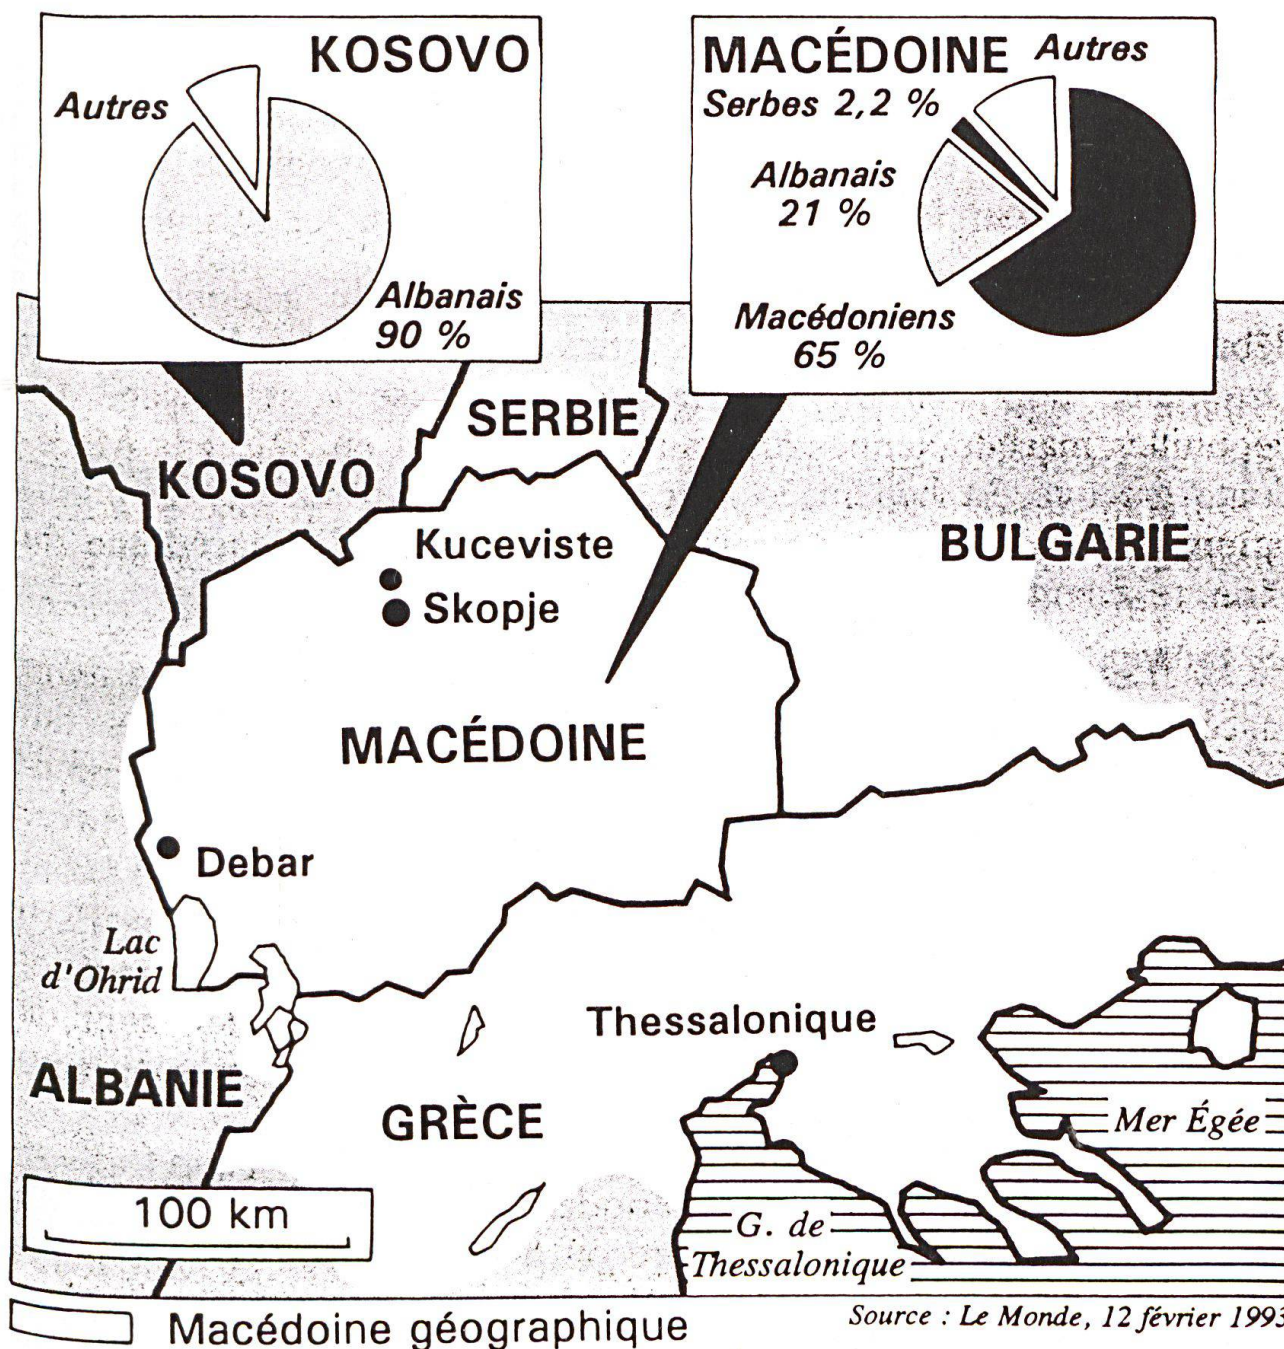 KOSOVO
Autres
Albanais
90 %
MACÉDOINE
Autres
Serbes 2,2 %
Albanais
21 %
Macédoniens
65 %
SERBIE
KOSOVO
BULGARIE
Kuceviste
Skopje
MACÉDOINE
Debar
Lac
d'Ohrid
Thessalonique
ALBANIE
GRÈCE
Mer Égée
100 km
G. de
Thessalonique
Macédoine géographique
Source : Le Monde, 12 février 1993